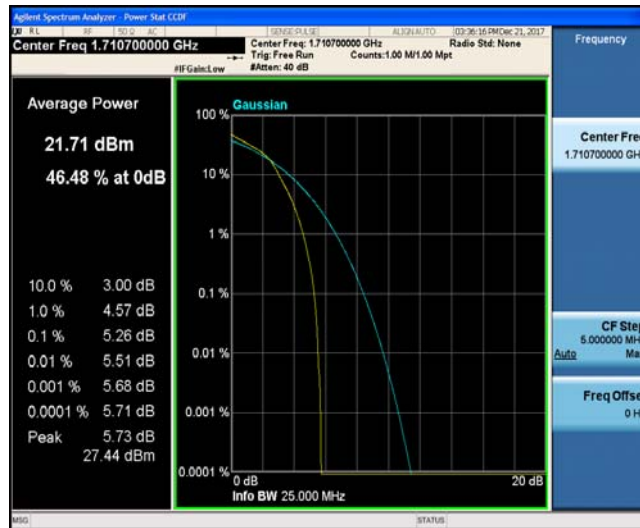 Agilent Spectrum Analyzer - Power Stat CCDF
RL RF 50 Ω AC SENSE:PULSE ALIGN AUTO 03:36:16 PM Dec 21, 2017
Center Freq 1.710700000 GHz
Center Freq: 1.710700000 GHz Radio Std: None
Trig: Free Run Counts:1.00 M/1.00 Mpt
#IFGain:Low #Atten: 40 dB
Frequency
Average Power
21.71 dBm
46.48 % at 0dB
10.0 % 3.00 dB
1.0 % 4.57 dB
0.1 % 5.26 dB
0.01 % 5.51 dB
0.001 % 5.68 dB
0.0001 % 5.71 dB
Peak 5.73 dB
27.44 dBm
Gaussian
100 %
10 %
1 %
0.1 %
0.01 %
0.001 %
0.0001 %
0 dB 20 dB
Info BW 25.000 MHz
Center Fre
1.710700000 GH
CF Step
5.000000 MH
Auto Ma
Freq Offse
0 H
MSG STATUS